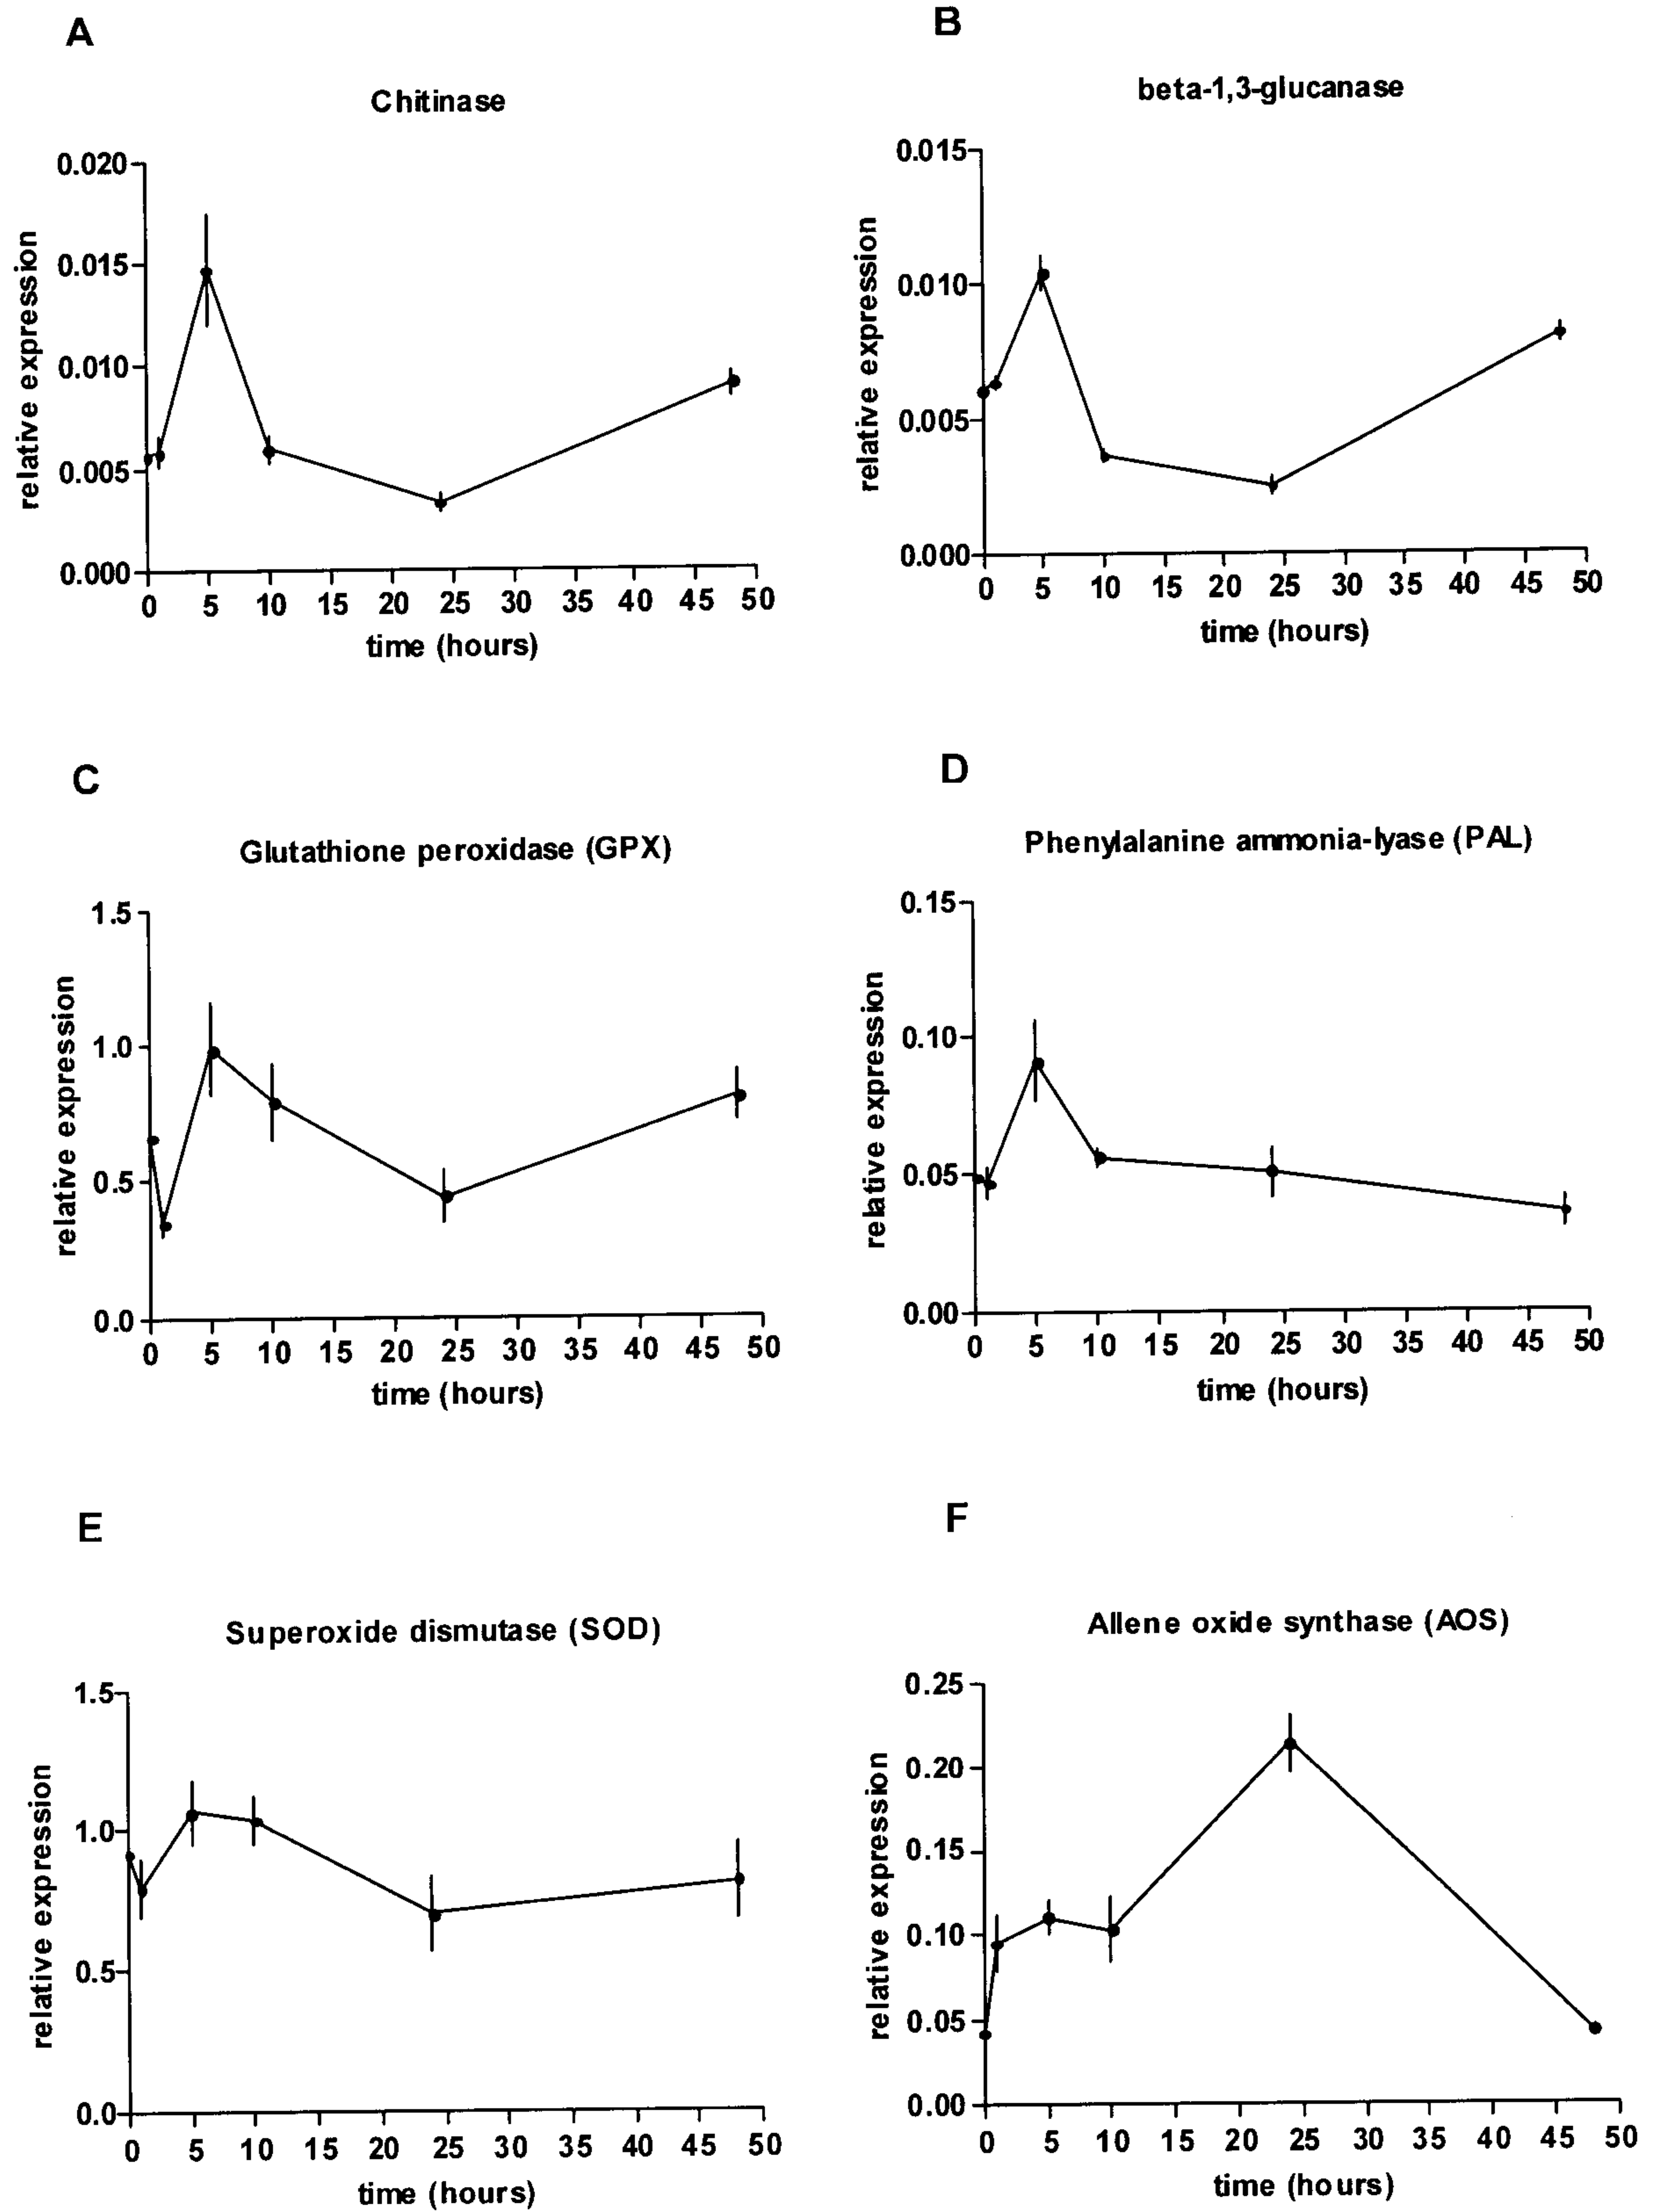 A
Chitinase
0.020
0.015
0.010
0.005
0.000
relative expression
0 5 10 15 20 25 30 35 40 45 50
time (hours)
B
beta-1,3-glucanase
0.015
0.010
0.005
0.000
relative expression
0 5 10 15 20 25 30 35 40 45 50
time (hours)
C
Glutathione peroxidase (GPX)
1.5
1.0
0.5
0.0
relative expression
0 5 10 15 20 25 30 35 40 45 50
time (hours)
D
Phenylalanine ammonia-lyase (PAL)
0.15
0.10
0.05
0.00
relative expression
0 5 10 15 20 25 30 35 40 45 50
time (hours)
E
Superoxide dismutase (SOD)
1.5
1.0
0.5
0.0
relative expression
0 5 10 15 20 25 30 35 40 45 50
time (hours)
F
Allene oxide synthase (AOS)
0.25
0.20
0.15
0.10
0.05
0.00
relative expression
0 5 10 15 20 25 30 35 40 45 50
time (hours)